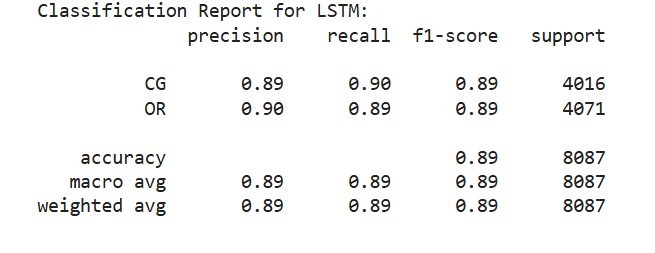 Classification Report for LSTM:
precision recall f1-score support
CG 0.89 0.90 0.89 4016
OR 0.90 0.89 0.89 4071
accuracy 0.89 8087
macro avg 0.89 0.89 0.89 8087
weighted avg 0.89 0.89 0.89 8087